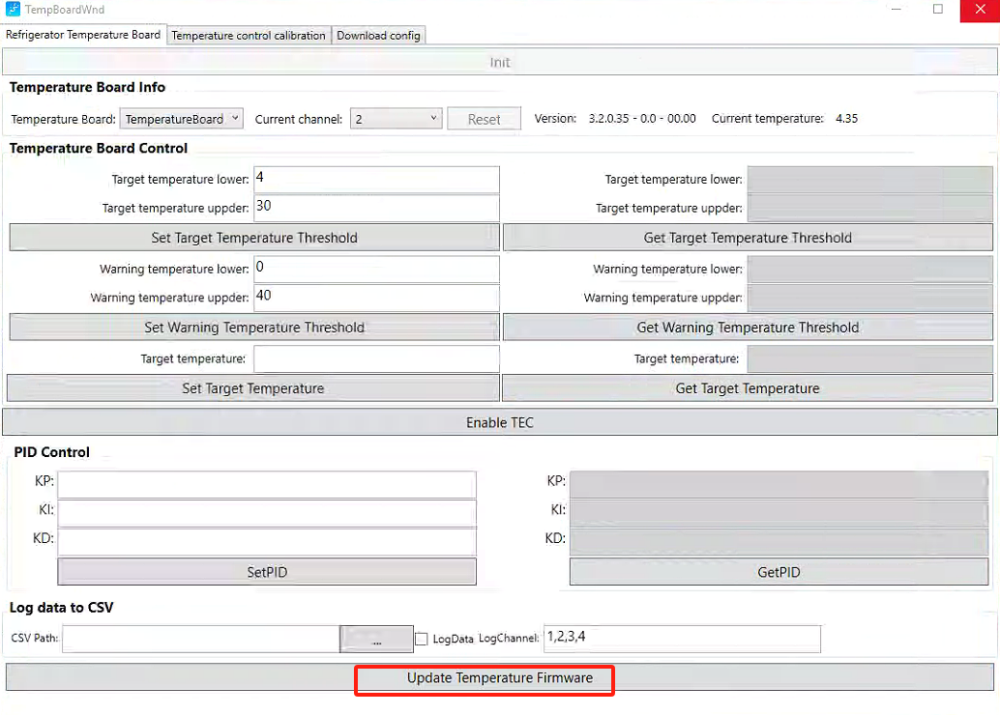 TempBoardWnd
Refrigerator Temperature Board Temperature control calibration Download config
Init
Temperature Board Info
Temperature Board: TemperatureBoard Current channel: 2 Reset Version: 3.2.0.35 - 0.0 - 00.00 Current temperature: 4.35
Temperature Board Control
Target temperature lower: 4 Target temperature lower:
Target temperature uppder: 30 Target temperature uppder:
Set Target Temperature Threshold Get Target Temperature Threshold
Warning temperature lower: 0 Warning temperature lower:
Warning temperature uppder: 40 Warning temperature uppder:
Set Warning Temperature Threshold Get Warning Temperature Threshold
Target temperature: Target temperature:
Set Target Temperature Get Target Temperature
Enable TEC
PID Control
KP: KP:
KI: KI:
KD: KD:
SetPID GetPID
Log data to CSV
CSV Path: ... LogData LogChannel: 1,2,3,4
Update Temperature Firmware